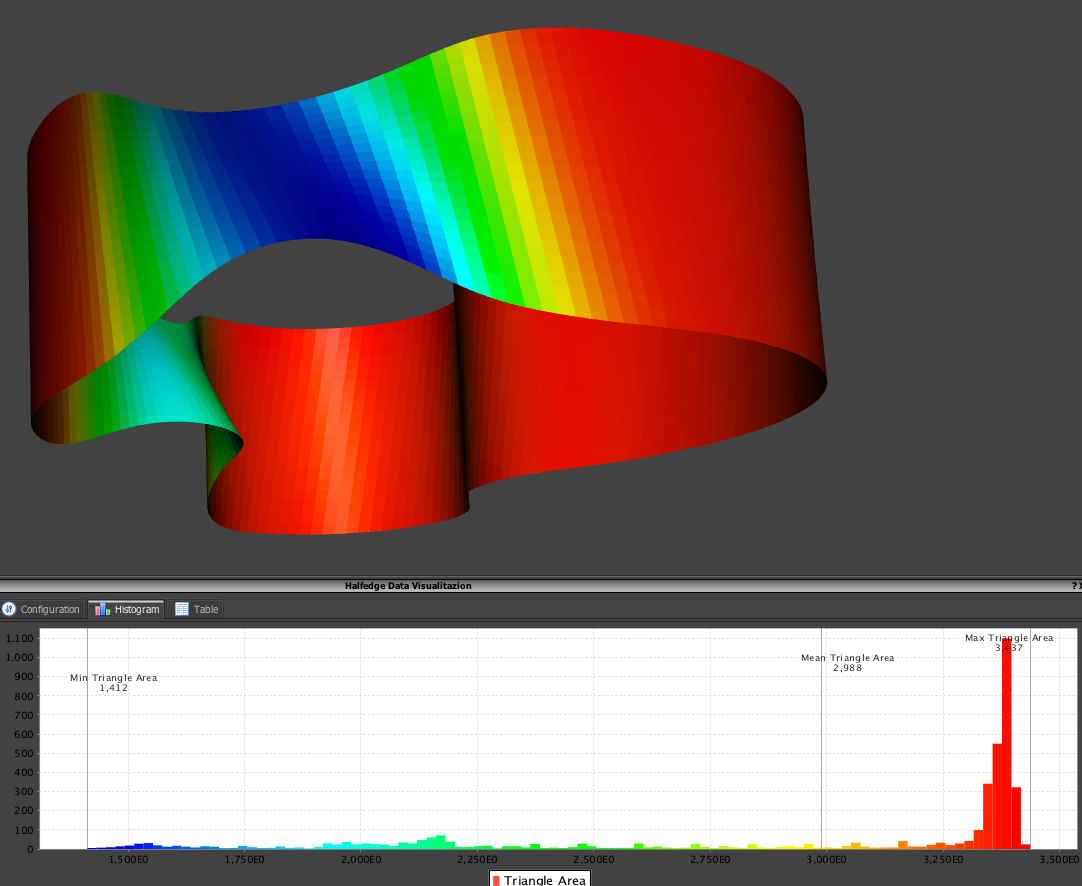 Halfedge Data Visualitazion
? X
Configuration
Histogram
Table
1.100
1.000
900
800
700
600
500
400
300
200
100
0
Min Triangle Area
1,412
Mean Triangle Area
2,988
Max Triangle Area
3,437
1,500E0
1,750E0
2,000E0
2,250E0
2,500E0
2,750E0
3,000E0
3,250E0
3,500E0
Triangle Area